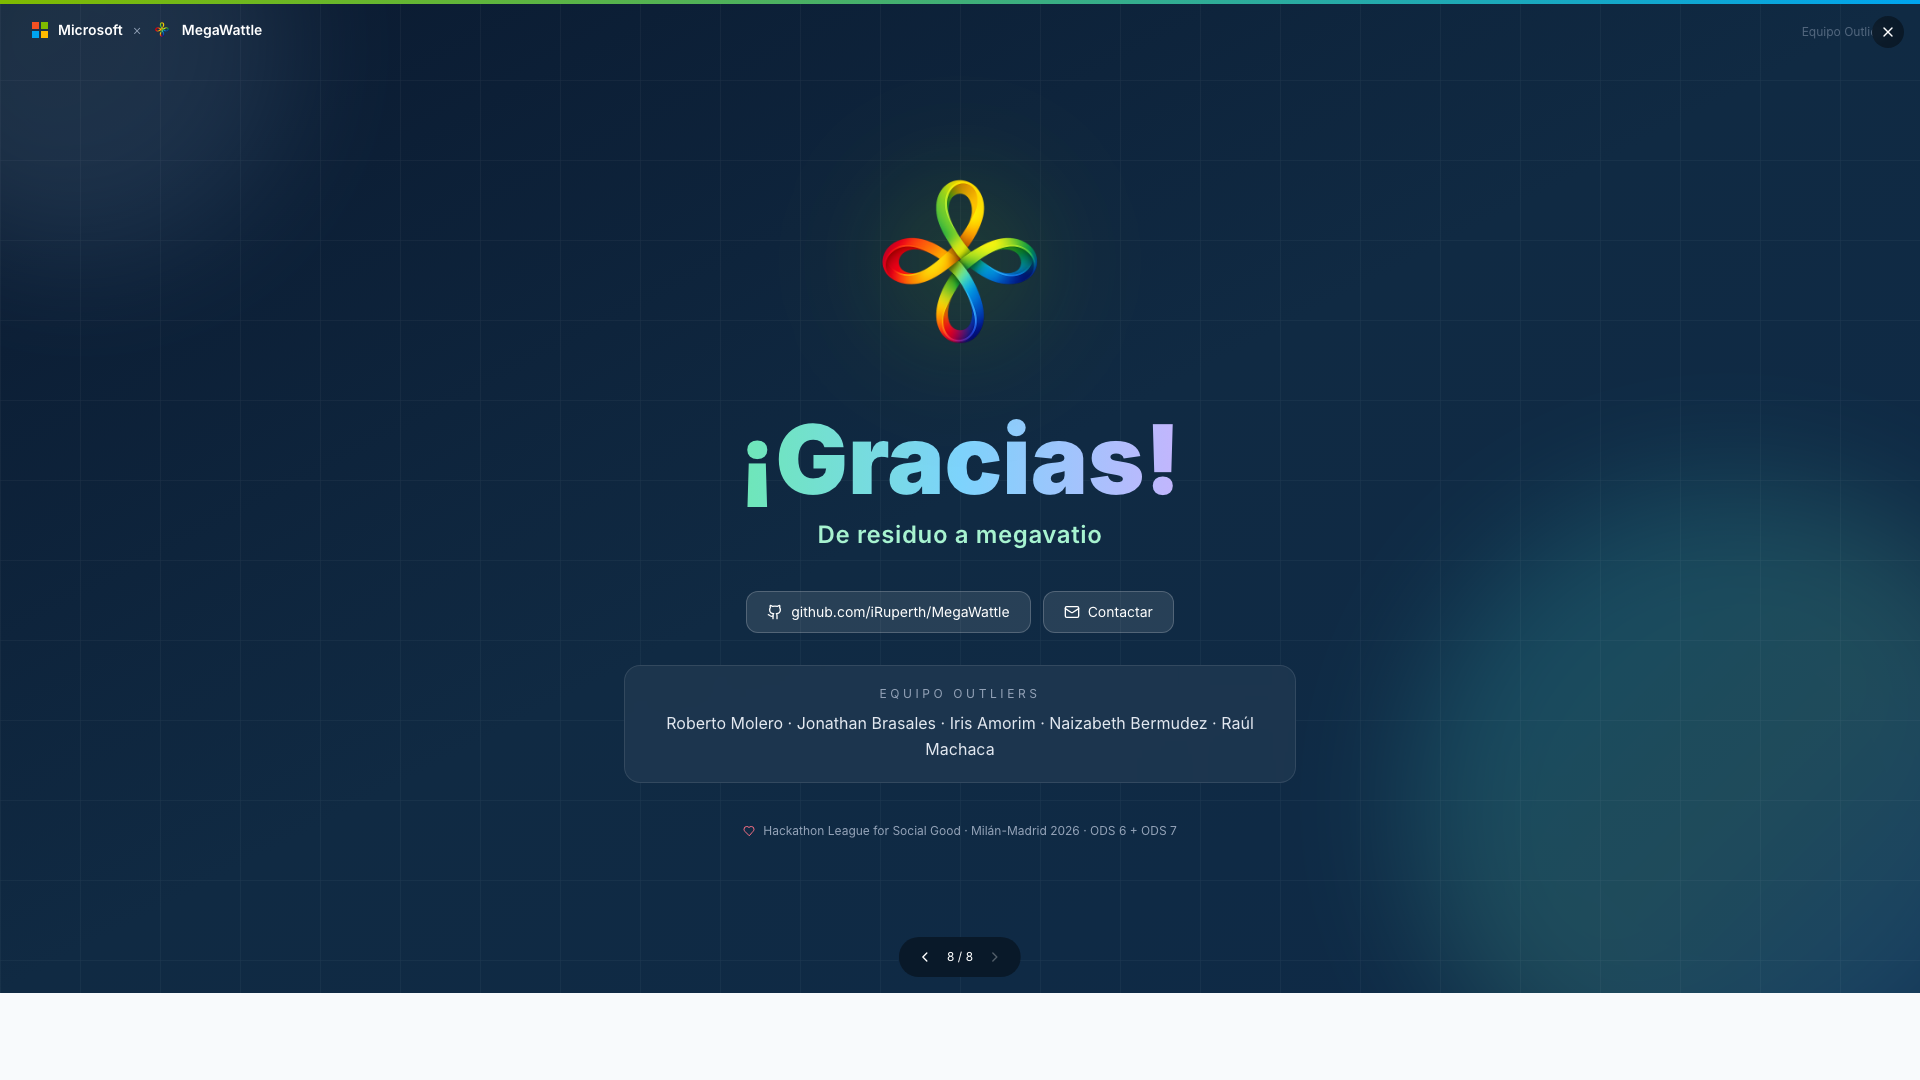 Microsoft × MegaWattle
Equipo
¡Gracias!
De residuo a megavatio
github.com/iRuperth/MegaWattle
Contactar
EQUIPO OUTLIERS
Roberto Molero · Jonathan Brasales · Iris Amorim · Naizabeth Bermudez · Raúl
Machaca
Hackathon League for Social Good · Milán-Madrid 2026 · ODS 6 + ODS 7
8 / 8